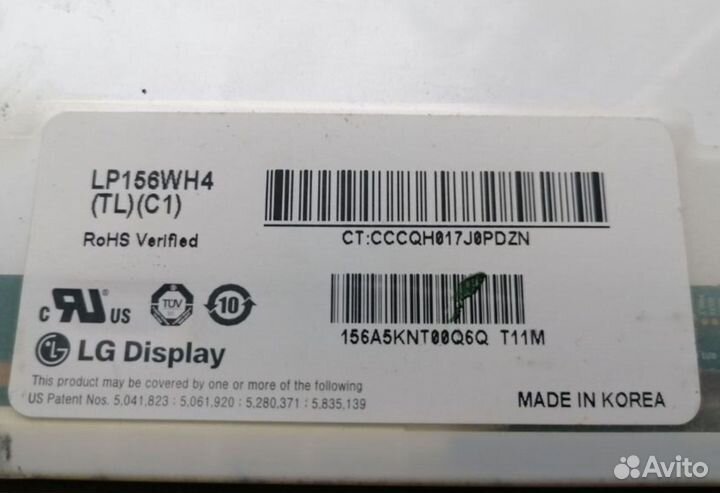 LP156WH4
(TL)(C1)
RoHS Verified
CT:CCCQH017J0PDZN
c RU US
TÜV
10
156A5KNT00Q6Q T11M
LG Display
This product may be covered by one or more of the following
US Patent Nos. 5,041,823 : 5,061,920 : 5,280,371 : 5,835,139
MADE IN KOREA
Avito